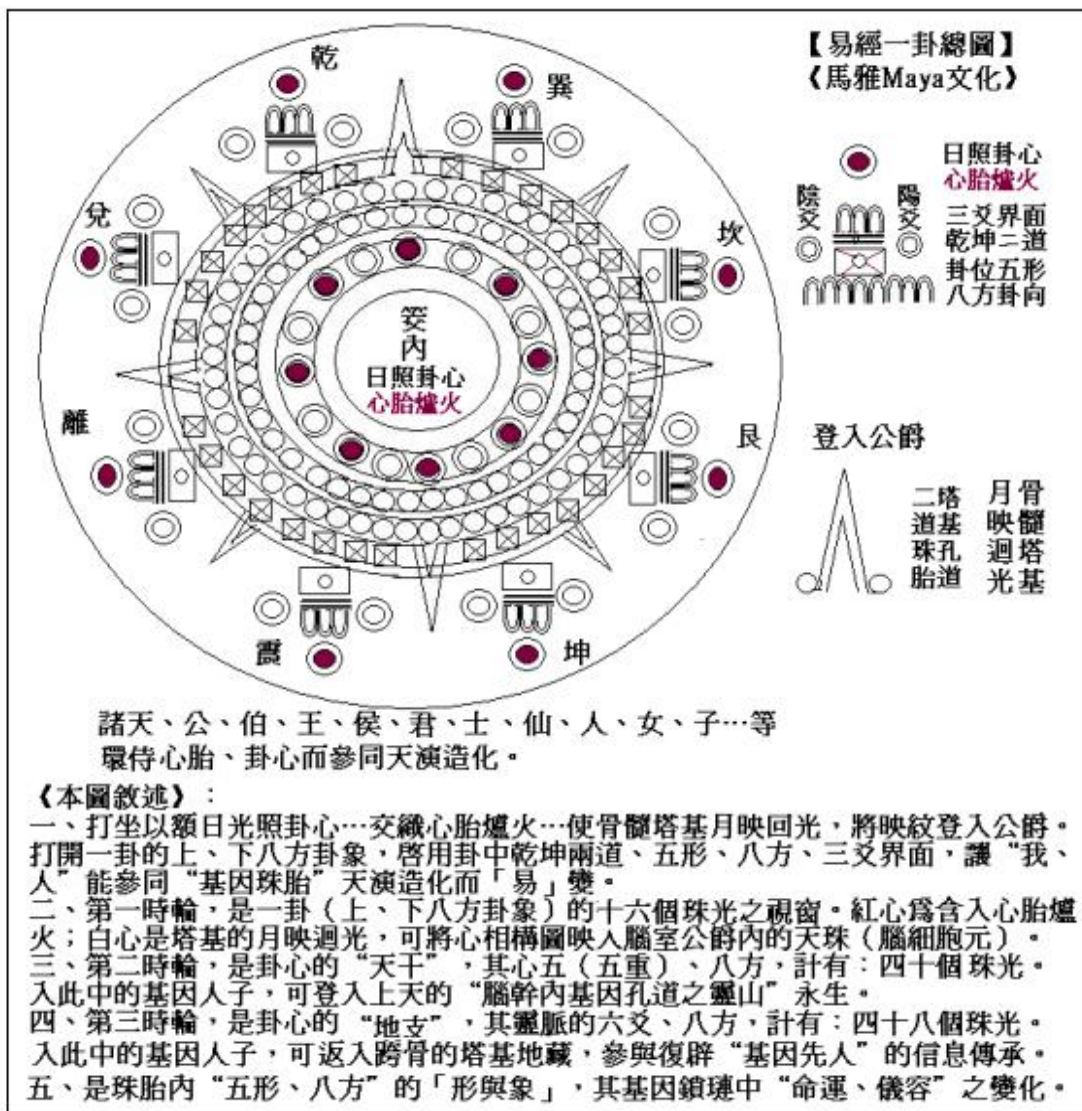 【易經一卦總圖】
《馬雅Maya文化》
乾
巽
兌
坎
離
艮
震
坤
筊內
日照卦心
心胎爐火
日照卦心
心胎爐火
陰爻
陽爻
三爻界面
乾坤二道
卦位五形
八方卦向
登入公爵
二道珠胎
塔基孔道
月映迴光
骨髓塔基
諸天、公、伯、王、侯、君、士、仙、人、女、子…等
環侍心胎、卦心而參同天演造化。
《本圖敘述》：
一、打坐以額日光照卦心…交織心胎爐火…使骨髓塔基月映回光，將映紋登入公爵。
打開一卦的上、下八方卦象，啓用卦中乾坤兩道、五形、八方、三爻界面，讓“我、
人”能參同“基因珠胎”天演造化而「易」變。
二、第一時輪，是一卦（上、下八方卦象）的十六個珠光之視窗。紅心爲含入心胎爐
火；白心是塔基的月映迴光，可將心相構圖映入腦室公爵內的天珠（腦細胞元）。
三、第二時輪，是卦心的“天干”，其心五（五重）、八方，計有：四十個珠光。
入此中的基因人子，可登入上天的“腦幹內基因孔道之靈山”永生。
四、第三時輪，是卦心的“地支”，其靈脈的六爻、八方，計有：四十八個珠光。
入此中的基因人子，可返入跨骨的塔基地藏，參與復辟“基因先人”的信息傳承。
五、是珠胎內“五形、八方”的「形與象」，其基因鎖璉中“命運、儀容”之變化。